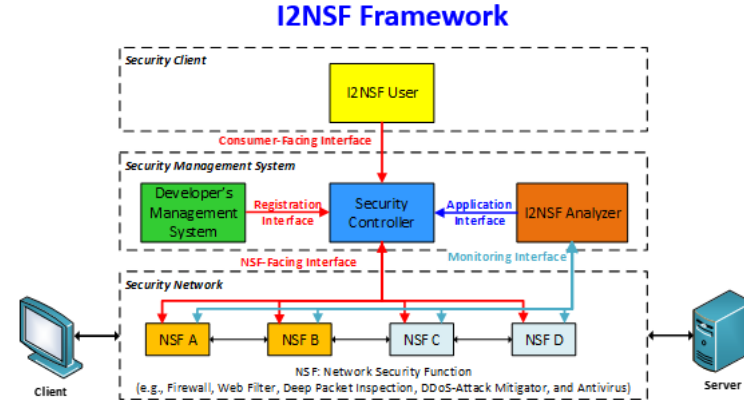 I2NSF Framework
Security Client
I2NSF User
Consumer-Facing Interface
Security Management System
Developer's
Management
System
Registration
Interface
Security
Controller
Application
Interface
I2NSF Analyzer
NSF-Facing Interface
Monitoring Interface
Security Network
NSF A
NSF B
NSF C
NSF D
NSF: Network Security Function
(e.g., Firewall, Web Filter, Deep Packet Inspection, DDoS-Attack Mitigator, and Antivirus)
Client
Server